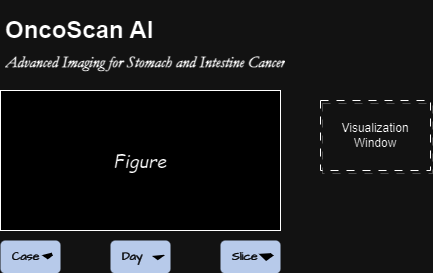 OncoScan AI
Advanced Imaging for Stomach and Intestine Cancer
Figure
Visualization
Window
Case
Day
Slice